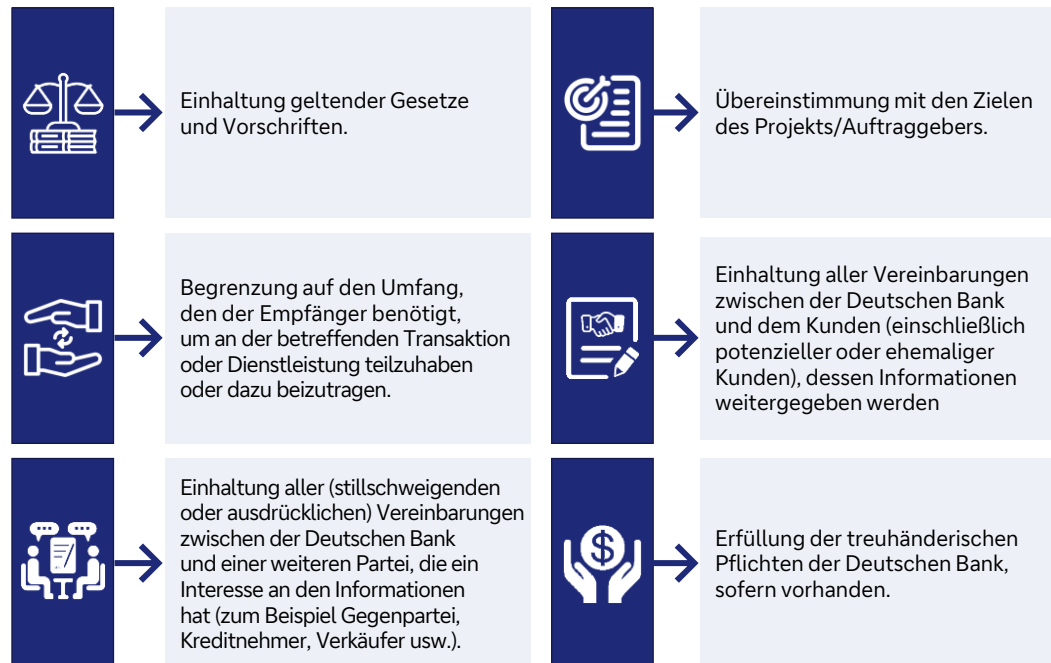 Einhaltung geltender Gesetze
und Vorschriften.
Übereinstimmung mit den Zielen
des Projekts/Auftraggebers.
Begrenzung auf den Umfang,
den der Empfänger benötigt,
um an der betreffenden Transaktion
oder Dienstleistung teilzuhaben
oder dazu beizutragen.
Einhaltung aller Vereinbarungen
zwischen der Deutschen Bank
und dem Kunden (einschließlich
potenzieller oder ehemaliger
Kunden), dessen Informationen
weitergegeben werden
Einhaltung aller (stillschweigenden
oder ausdrücklichen) Vereinbarungen
zwischen der Deutschen Bank
und einer weiteren Partei, die ein
Interesse an den Informationen
hat (zum Beispiel Gegenpartei,
Kreditnehmer, Verkäufer usw.).
$
Erfüllung der treuhänderischen
Pflichten der Deutschen Bank,
sofern vorhanden.